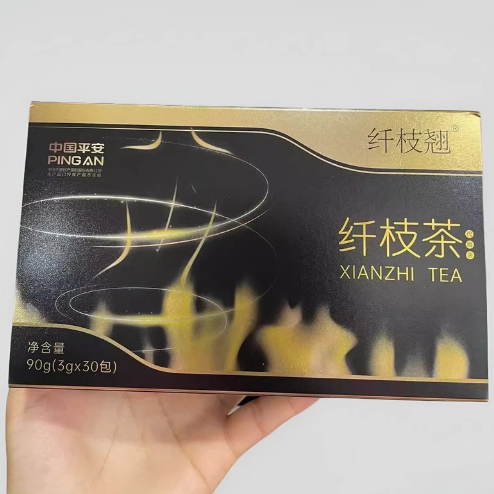 中国平安
PING AN
纤枝翘®
纤枝茶
XIANZHI TEA
净含量
90g(3gx30包)